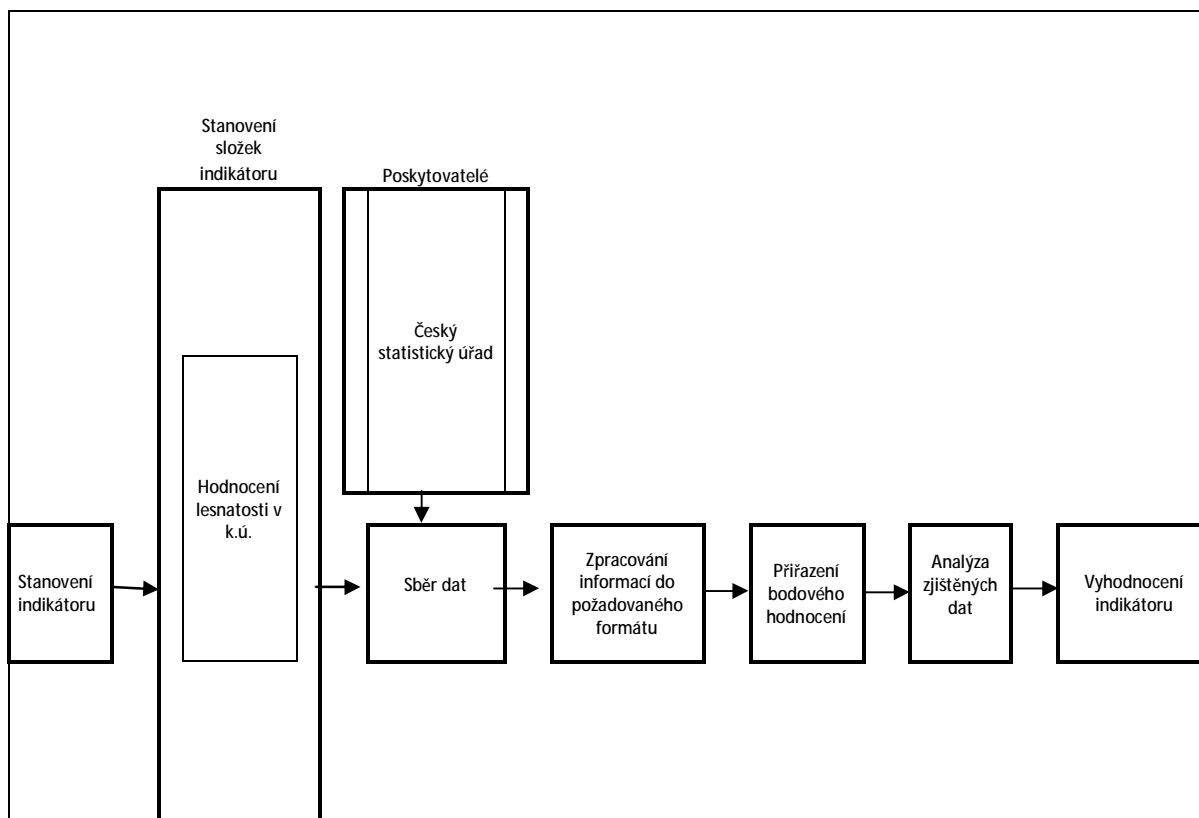 Stanovení
složek
indikátoru
Poskytovatelé
Český
statistický úřad
Hodnocení
lesnatosti v
k.ú.
Stanovení
indikátoru
Sběr dat
Zpracování
informací do
požadovaného
formátu
Přiřazení
bodového
hodnocení
Analýza
zjištěných
dat
Vyhodnocení
indikátoru